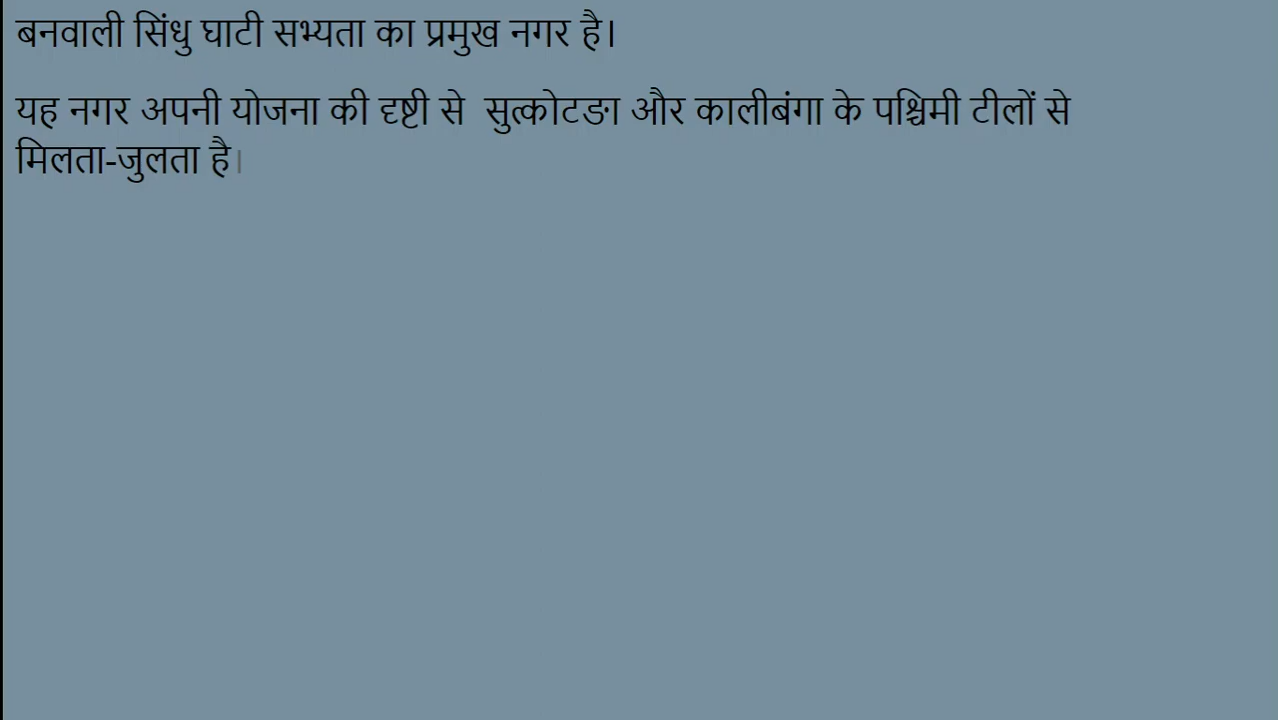 बनवाली सिंधु घाटी सभ्यता का प्रमुख नगर है।
यह नगर अपनी योजना की दृष्टी से सुत्कोटङा और कालीबंगा के पश्चिमी टीलों से
मिलता-जुलता है।